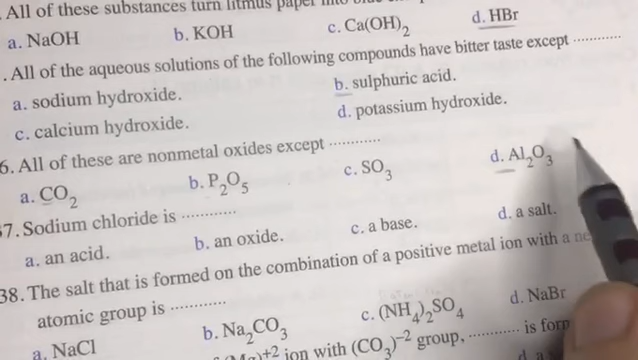 All of these substances turn litmus paper into blue
a. NaOH b. KOH c. Ca(OH)₂ d. HBr
. All of the aqueous solutions of the following compounds have bitter taste except ............
a. sodium hydroxide. b. sulphuric acid.
c. calcium hydroxide. d. potassium hydroxide.
6. All of these are nonmetal oxides except ............
a. CO₂ b. P₂O₅ c. SO₃ d. Al₂O₃
7. Sodium chloride is ............
a. an acid. b. an oxide. c. a base. d. a salt.
38. The salt that is formed on the combination of a positive metal ion with a
atomic group is ............
a. NaCl b. Na₂CO₃ c. (NH₄)₂SO₄ d. NaBr
⁺² ion with (CO₃)⁻² group, ............ is